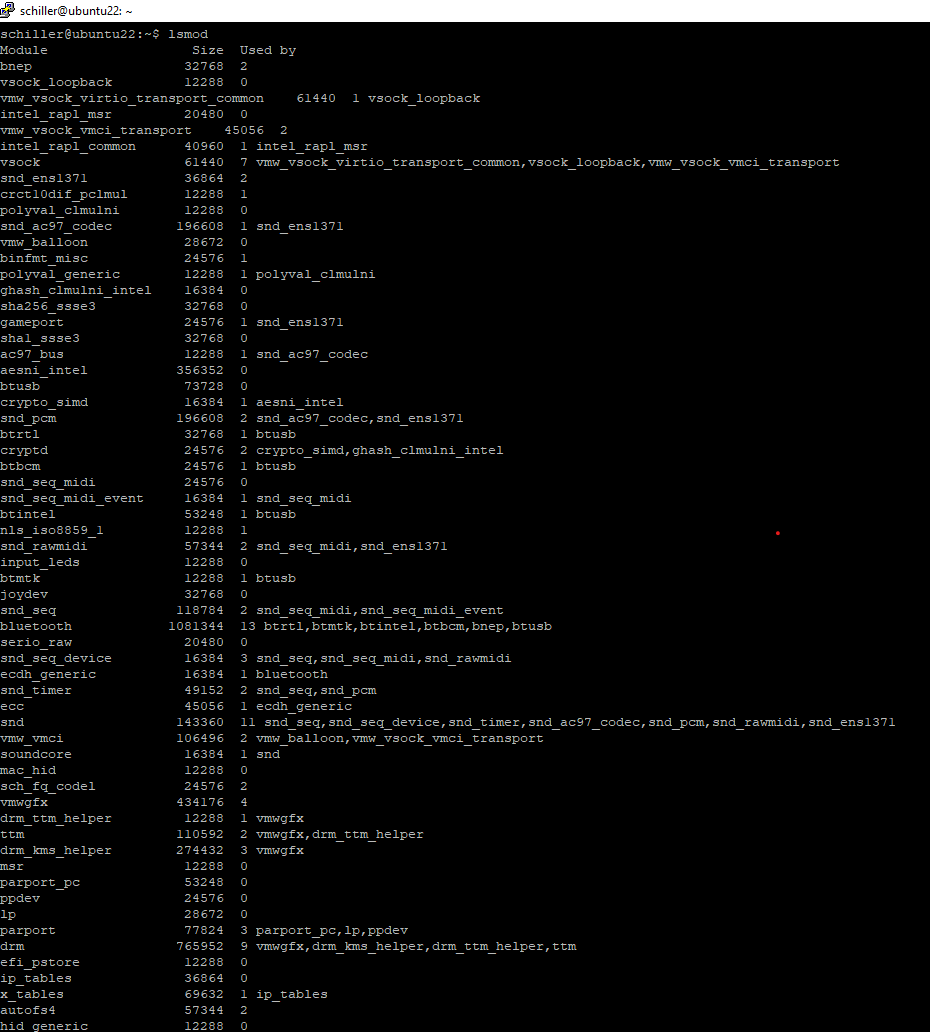 schiller@ubuntu22: ~
schiller@ubuntu22:~$ lsmod
Module                  Size  Used by
bnep                   32768  2
vsock_loopback         12288  0
vmw_vsock_virtio_transport_common    61440  1 vsock_loopback
intel_rapl_msr         20480  0
vmw_vsock_vmci_transport    45056  2
intel_rapl_common      40960  1 intel_rapl_msr
vsock                  61440  7 vmw_vsock_virtio_transport_common,vsock_loopback,vmw_vsock_vmci_transport
snd_ens1371            36864  2
crct10dif_pclmul       12288  1
polyval_clmulni        12288  0
snd_ac97_codec        196608  1 snd_ens1371
vmw_balloon            28672  0
binfmt_misc            24576  1
polyval_generic        12288  1 polyval_clmulni
ghash_clmulni_intel    16384  0
sha256_ssse3           32768  0
gameport               24576  1 snd_ens1371
sha1_ssse3             32768  0
ac97_bus               12288  1 snd_ac97_codec
aesni_intel           356352  0
btusb                  73728  0
crypto_simd            16384  1 aesni_intel
snd_pcm               196608  2 snd_ac97_codec,snd_ens1371
btrtl                  32768  1 btusb
cryptd                 24576  2 crypto_simd,ghash_clmulni_intel
btbcm                  24576  1 btusb
snd_seq_midi           24576  0
snd_seq_midi_event     16384  1 snd_seq_midi
btintel                53248  1 btusb
nls_iso8859_1          12288  1
snd_rawmidi            57344  2 snd_seq_midi,snd_ens1371
input_leds             12288  0
btmtk                  12288  1 btusb
joydev                 32768  0
snd_seq               118784  2 snd_seq_midi,snd_seq_midi_event
bluetooth            1081344  13 btrtl,btmtk,btintel,btbcm,bnep,btusb
serio_raw              20480  0
snd_seq_device         16384  3 snd_seq,snd_seq_midi,snd_rawmidi
ecdh_generic           16384  1 bluetooth
snd_timer              49152  2 snd_seq,snd_pcm
ecc                    45056  1 ecdh_generic
snd                   143360  11 snd_seq,snd_seq_device,snd_timer,snd_ac97_codec,snd_pcm,snd_rawmidi,snd_ens1371
vmw_vmci              106496  2 vmw_balloon,vmw_vsock_vmci_transport
soundcore              16384  1 snd
mac_hid                12288  0
sch_fq_codel           24576  2
vmwgfx                434176  4
drm_ttm_helper         12288  1 vmwgfx
ttm                   110592  2 vmwgfx,drm_ttm_helper
drm_kms_helper        274432  3 vmwgfx
msr                    12288  0
parport_pc             53248  0
ppdev                  24576  0
lp                     28672  0
parport                77824  3 parport_pc,lp,ppdev
drm                   765952  9 vmwgfx,drm_kms_helper,drm_ttm_helper,ttm
efi_pstore             12288  0
ip_tables              36864  0
x_tables               69632  1 ip_tables
autofs4                57344  2
hid_generic            12288  0